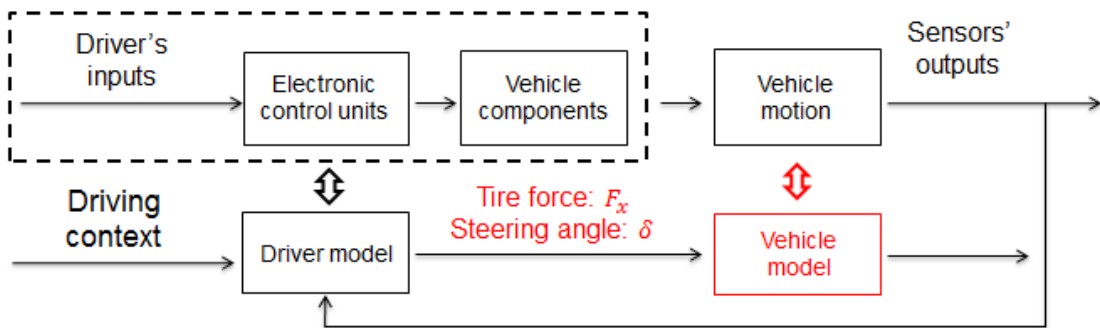 Driver's
inputs
Electronic
control units
Vehicle
components
Vehicle
motion
Sensors'
outputs
Driving
context
Driver model
Tire force: Fₓ
Steering angle: δ
Vehicle
model